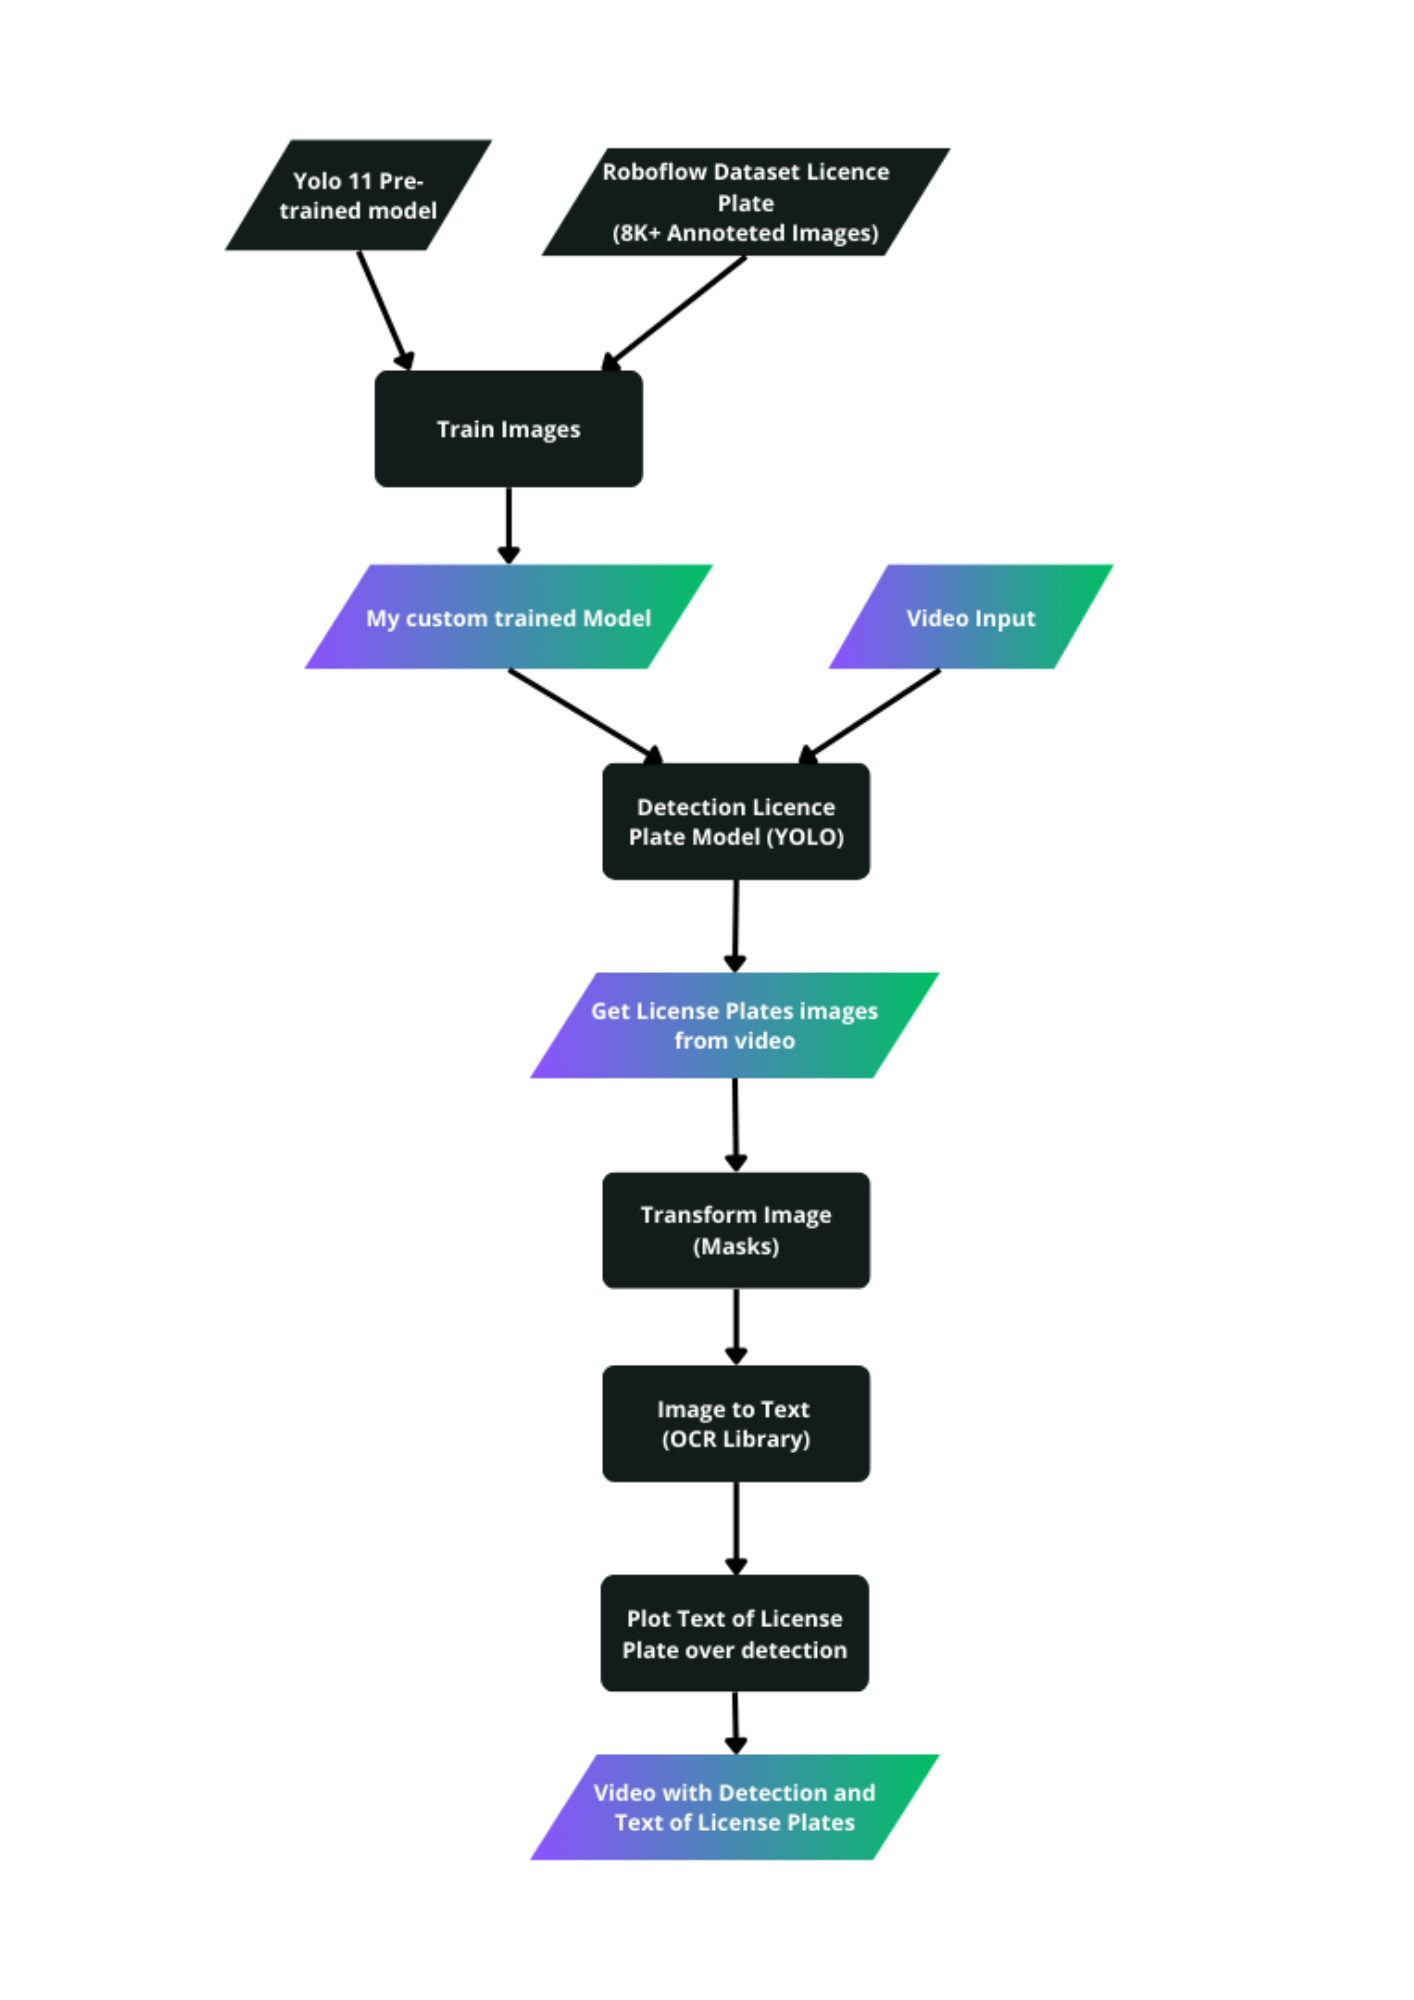 Yolo 11 Pre-
trained model
Roboflow Dataset Licence
Plate
(8K+ Annoteted Images)
Train Images
My custom trained Model
Video Input
Detection Licence
Plate Model (YOLO)
Get License Plates images
from video
Transform Image
(Masks)
Image to Text
(OCR Library)
Plot Text of License
Plate over detection
Video with Detection and
Text of License Plates